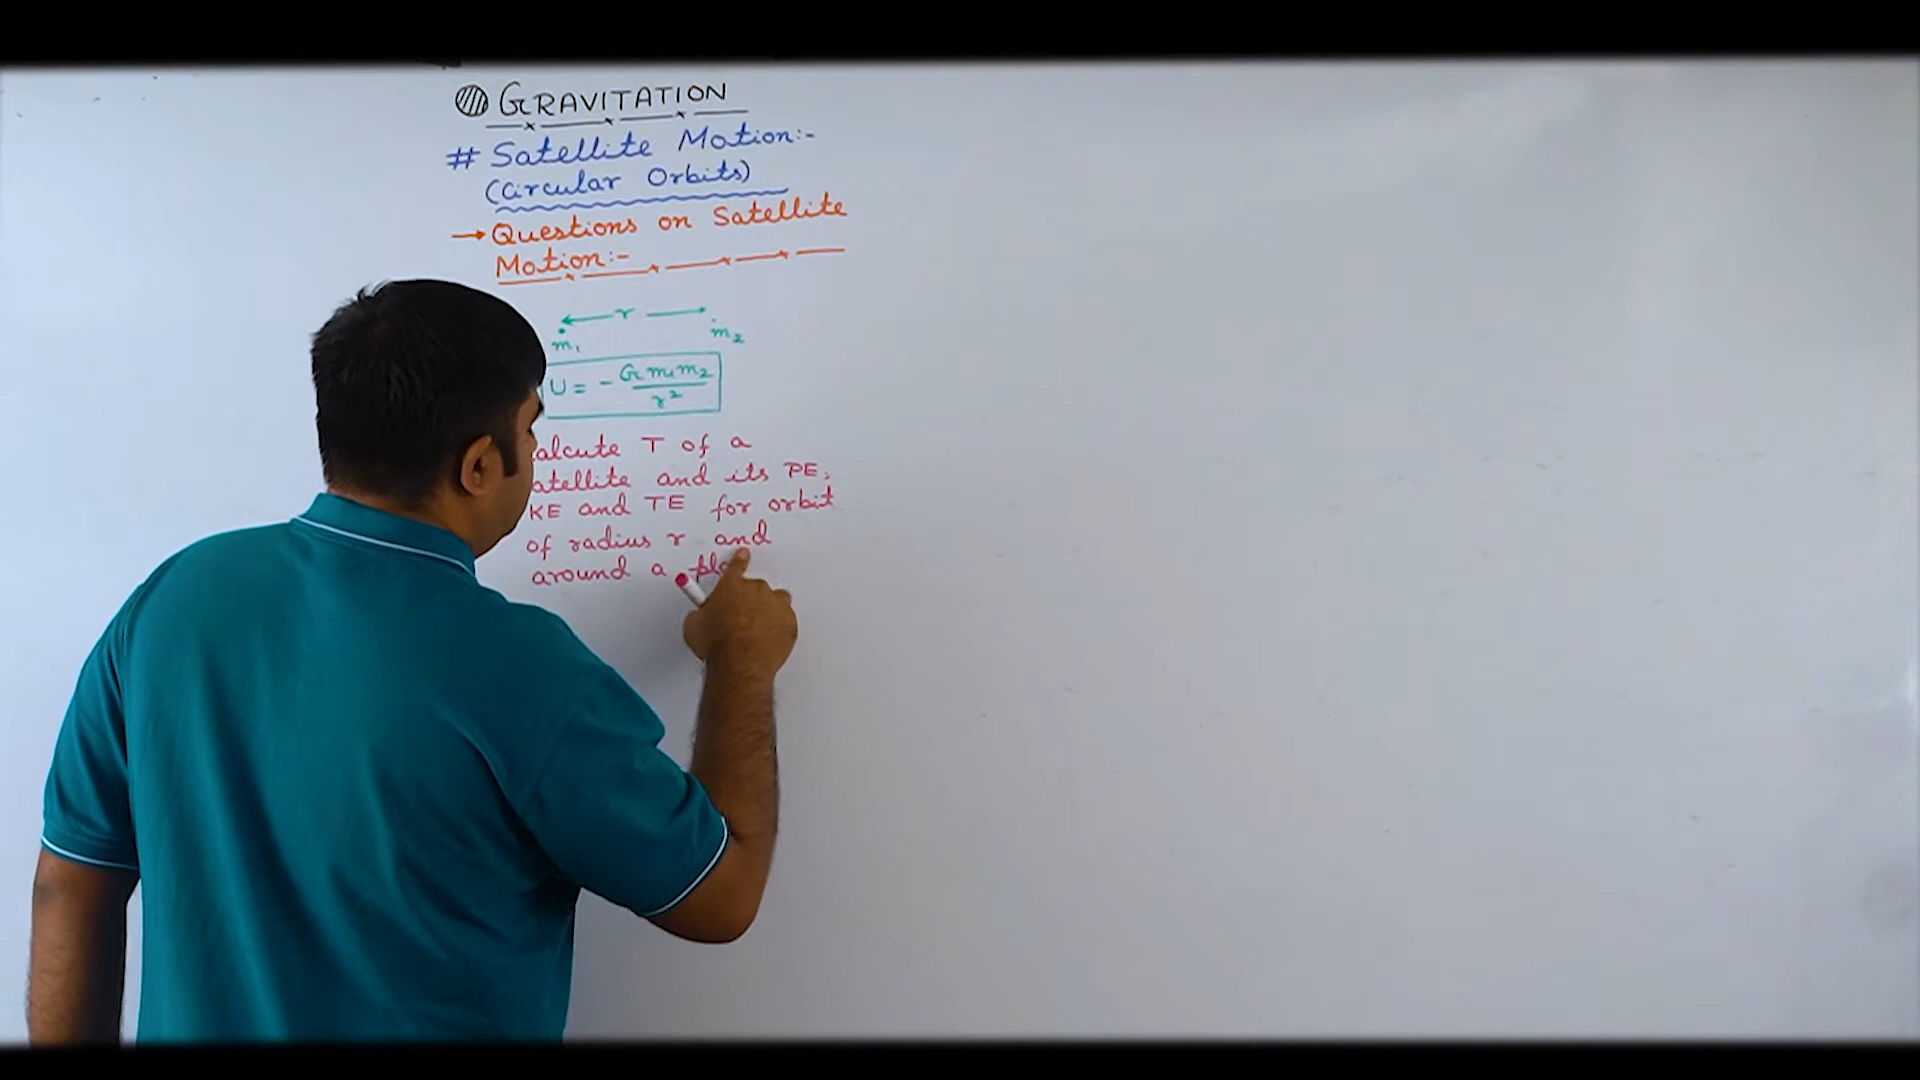 GRAVITATION
# Satellite Motion:-
(Circular Orbits)
→ Questions on Satellite
Motion:-
r
m₁ m₂
U = - G m₁ m₂ / r²
alcute T of a
atellite and its PE,
KE and TE for orbit
of radius r and
around a